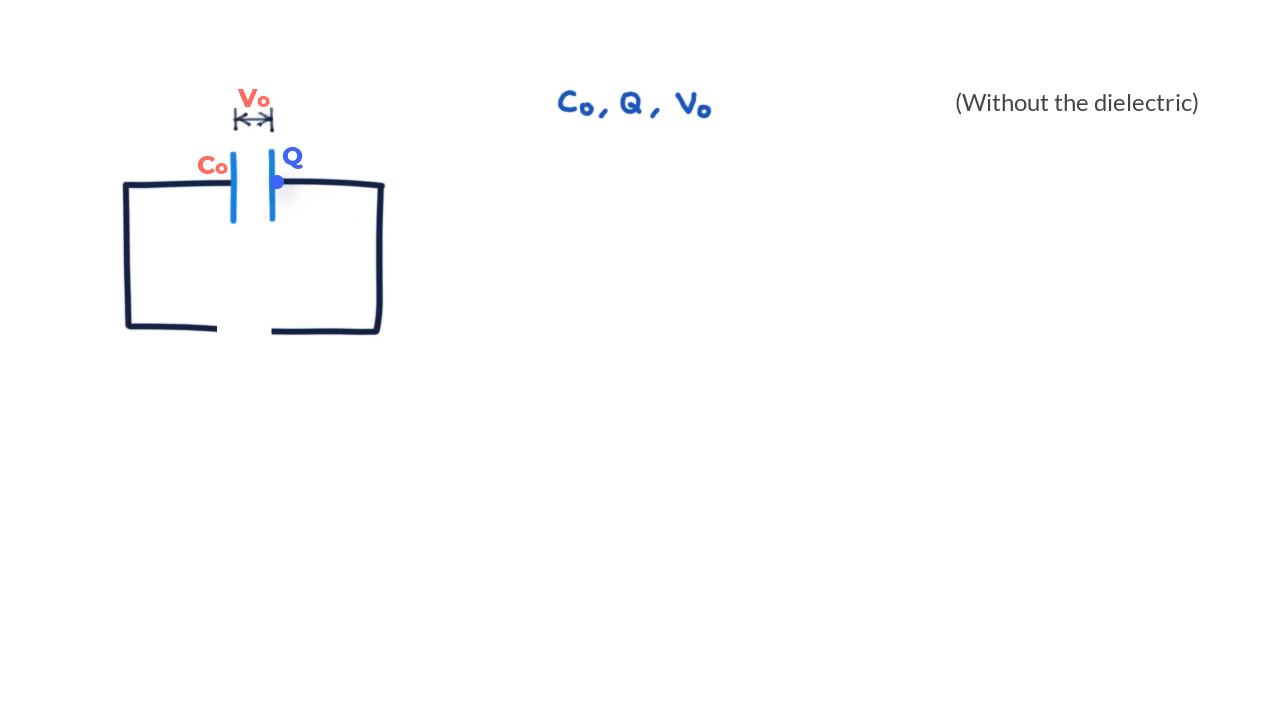 V₀
C₀
Q
C₀, Q, V₀
(Without the dielectric)